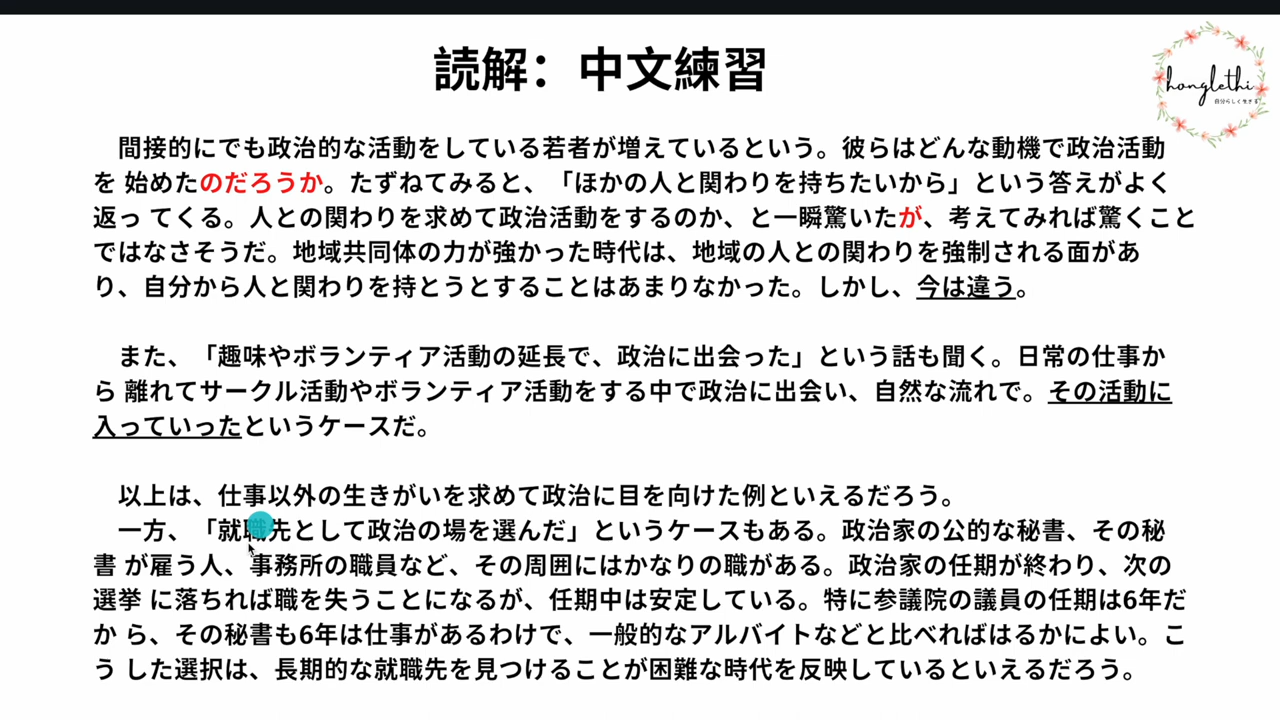 読解：中文練習
honglethi
自分らしく生きる
間接的にでも政治的な活動をしている若者が増えているという。彼らはどんな動機で政治活動
を 始めたのだろうか。たずねてみると、「ほかの人と関わりを持ちたいから」という答えがよく
返っ てくる。人との関わりを求めて政治活動をするのか、と一瞬驚いたが、考えてみれば驚くこと
ではなさそうだ。地域共同体の力が強かった時代は、地域の人との関わりを強制される面があ
り、自分から人と関わりを持とうとすることはあまりなかった。しかし、今は違う。
また、「趣味やボランティア活動の延長で、政治に出会った」という話も聞く。日常の仕事か
ら 離れてサークル活動やボランティア活動をする中で政治に出会い、自然な流れで。その活動に
入っていったというケースだ。
以上は、仕事以外の生きがいを求めて政治に目を向けた例といえるだろう。
一方、「就職先として政治の場を選んだ」というケースもある。政治家の公的な秘書、その秘
書 が雇う人、事務所の職員など、その周囲にはかなりの職がある。政治家の任期が終わり、次の
選挙 に落ちれば職を失うことになるが、任期中は安定している。特に参議院の議員の任期は6年だ
か ら、その秘書も6年は仕事があるわけで、一般的なアルバイトなどと比べればはるかによい。こ
う した選択は、長期的な就職先を見つけることが困難な時代を反映しているといえるだろう。